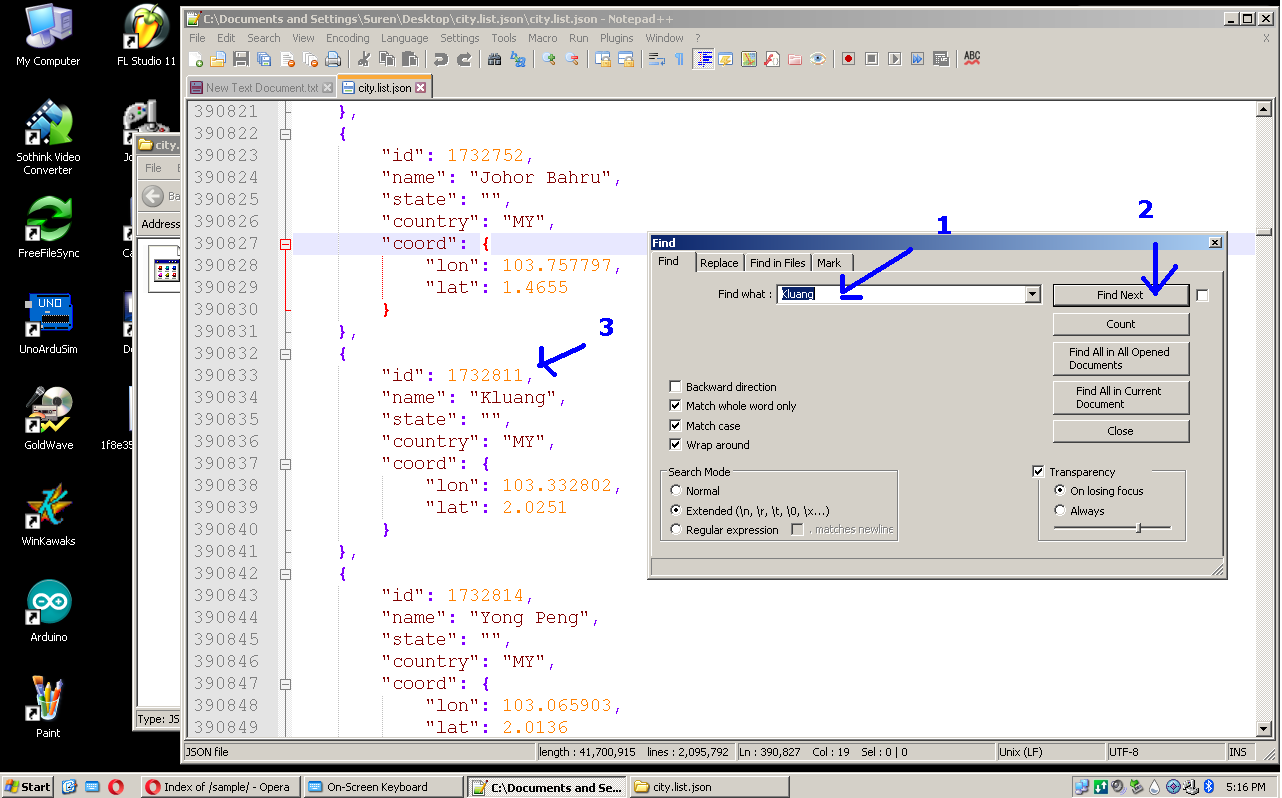 My Computer
FL Studio 11
Sothink Video
Converter
FreeFileSync
UNO
UnoArduSim
GoldWave
1f8e35
WinKawaks
Arduino
Paint
city.
File
Ba
Address
Type: JS
C:\Documents and Settings\Suren\Desktop\city.list.json\city.list.json - Notepad++
File Edit Search View Encoding Language Settings Tools Macro Run Plugins Window ? X
ABC
New Text Document.txt city.list.json
390821 },
390822 {
390823 "id": 1732752,
390824 "name": "Johor Bahru",
390825 "state": "",
390826 "country": "MY",
390827 "coord": {
390828 "lon": 103.757797,
390829 "lat": 1.4655
390830 }
390831 },
390832 {
390833 "id": 1732811,
390834 "name": "Kluang",
390835 "state": "",
390836 "country": "MY",
390837 "coord": {
390838 "lon": 103.332802,
390839 "lat": 2.0251
390840 }
390841 },
390842 {
390843 "id": 1732814,
390844 "name": "Yong Peng",
390845 "state": "",
390846 "country": "MY",
390847 "coord": {
390848 "lon": 103.065903,
390849 "lat": 2.0136
1
2
3
Find
Find Replace Find in Files Mark
Find what : Kluang
Find Next
Count
Find All in All Opened
Documents
Find All in Current
Document
Close
Backward direction
Match whole word only
Match case
Wrap around
Search Mode
Normal
Extended (\n, \r, \t, \0, \x...)
Regular expression . matches newline
Transparency
On losing focus
Always
JSON file length : 41,700,915 lines : 2,095,792 Ln : 390,827 Col : 19 Sel : 0 | 0 Unix (LF) UTF-8 INS
Start Index of /sample/ - Opera On-Screen Keyboard C:\Documents and Se... city.list.json 5:16 PM